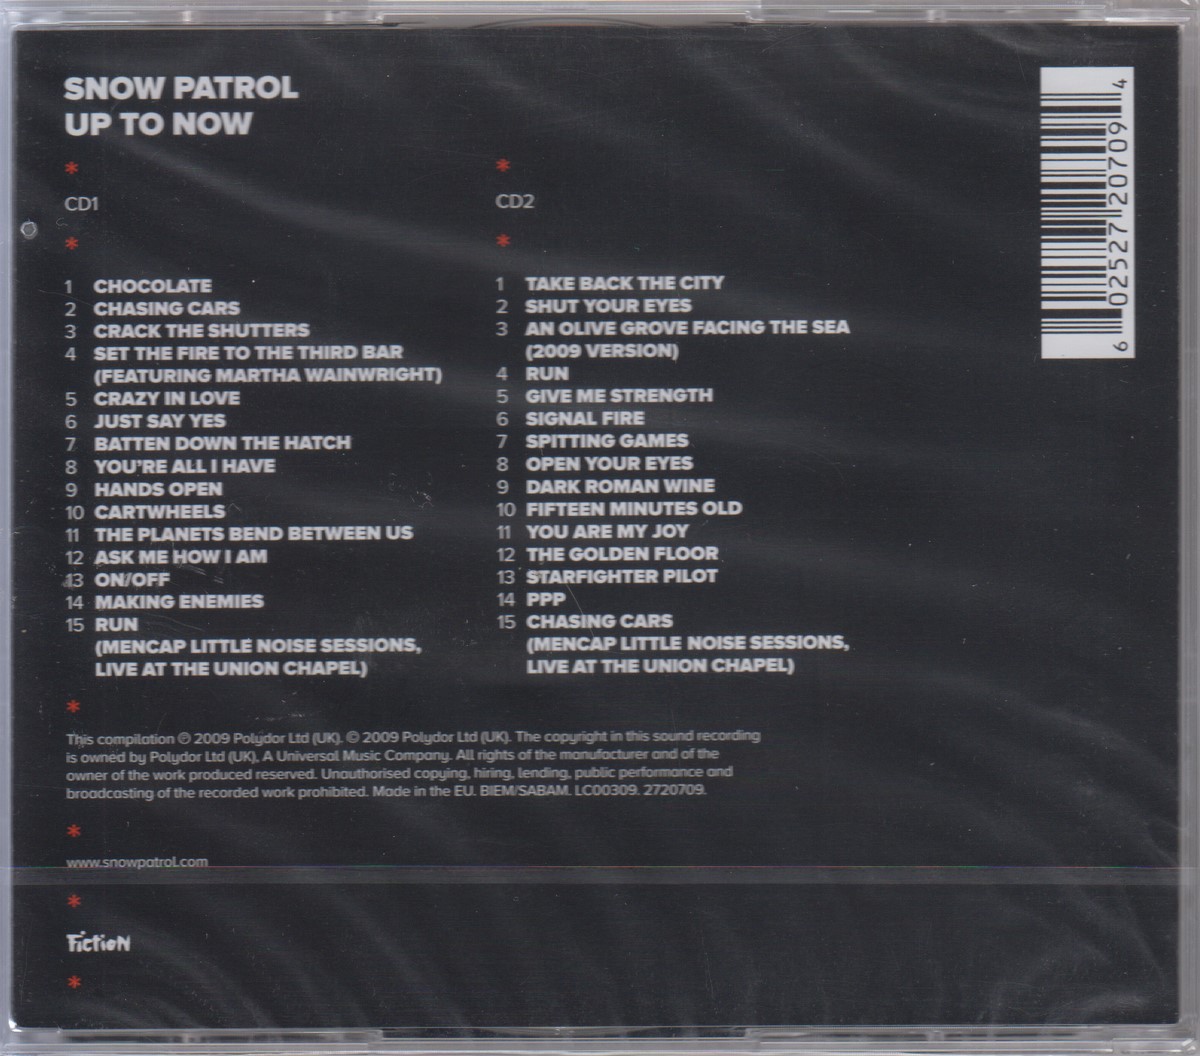 SNOW PATROL
UP TO NOW
*
CD1
*
1 CHOCOLATE
2 CHASING CARS
3 CRACK THE SHUTTERS
4 SET THE FIRE TO THE THIRD BAR
(FEATURING MARTHA WAINWRIGHT)
5 CRAZY IN LOVE
6 JUST SAY YES
7 BATTEN DOWN THE HATCH
8 YOU'RE ALL I HAVE
9 HANDS OPEN
10 CARTWHEELS
11 THE PLANETS BEND BETWEEN US
12 ASK ME HOW I AM
13 ON/OFF
14 MAKING ENEMIES
15 RUN
(MENCAP LITTLE NOISE SESSIONS,
LIVE AT THE UNION CHAPEL)
*
CD2
*
1 TAKE BACK THE CITY
2 SHUT YOUR EYES
3 AN OLIVE GROVE FACING THE SEA
(2009 VERSION)
4 RUN
5 GIVE ME STRENGTH
6 SIGNAL FIRE
7 SPITTING GAMES
8 OPEN YOUR EYES
9 DARK ROMAN WINE
10 FIFTEEN MINUTES OLD
11 YOU ARE MY JOY
12 THE GOLDEN FLOOR
13 STARFIGHTER PILOT
14 PPP
15 CHASING CARS
(MENCAP LITTLE NOISE SESSIONS,
LIVE AT THE UNION CHAPEL)
*
This compilation ℗ 2009 Polydor Ltd (UK). © 2009 Polydor Ltd (UK). The copyright in this sound recording
is owned by Polydor Ltd (UK), A Universal Music Company. All rights of the manufacturer and of the
owner of the work produced reserved. Unauthorised copying, hiring, lending, public performance and
broadcasting of the recorded work prohibited. Made in the EU. BIEM/SABAM. LC00309. 2720709.
*
www.snowpatrol.com
*
Fiction
*
6 02527 20709 4